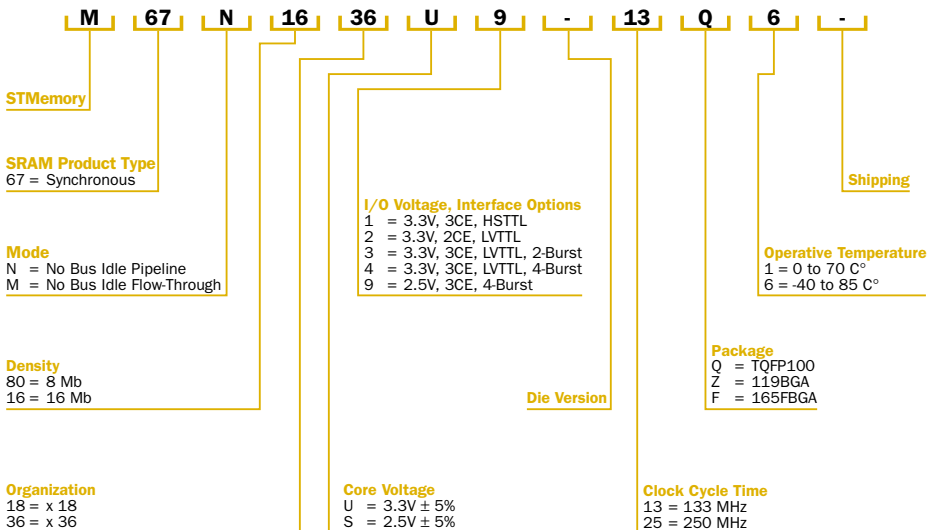 M 67 N 16 36 U 9 - 13 Q 6 -
STMemory
SRAM Product Type
67 = Synchronous
Shipping
I/O Voltage, Interface Options
1 = 3.3V, 3CE, HSTTL
2 = 3.3V, 2CE, LVTTL
3 = 3.3V, 3CE, LVTTL, 2-Burst
4 = 3.3V, 3CE, LVTTL, 4-Burst
9 = 2.5V, 3CE, 4-Burst
Mode
N = No Bus Idle Pipeline
M = No Bus Idle Flow-Through
Operative Temperature
1 = 0 to 70 C°
6 = -40 to 85 C°
Density
80 = 8 Mb
16 = 16 Mb
Die Version
Package
Q = TQFP100
Z = 119BGA
F = 165FBGA
Organization
18 = x 18
36 = x 36
Core Voltage
U = 3.3V ± 5%
S = 2.5V ± 5%
Clock Cycle Time
13 = 133 MHz
25 = 250 MHz